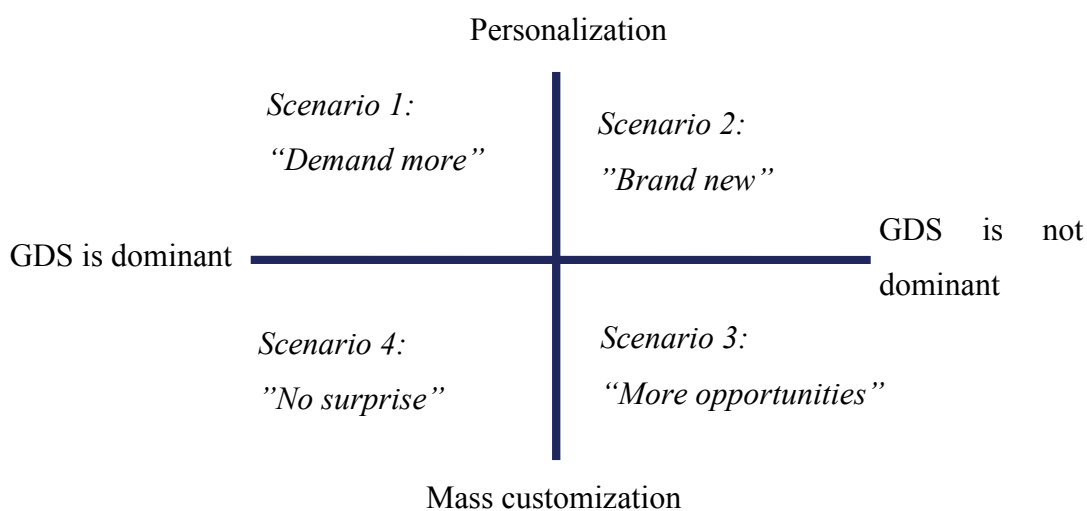 Personalization
Scenario 1:
“Demand more”
Scenario 2:
”Brand new”
GDS is dominant
GDS is not
dominant
Scenario 4:
”No surprise”
Scenario 3:
“More opportunities”
Mass customization